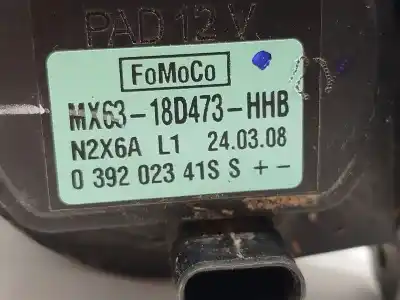 PAD 12 V.
FoMoCo
MX63-18D473-HHB
N2X6A L1 24.03.08
0 392 023 41S S + -